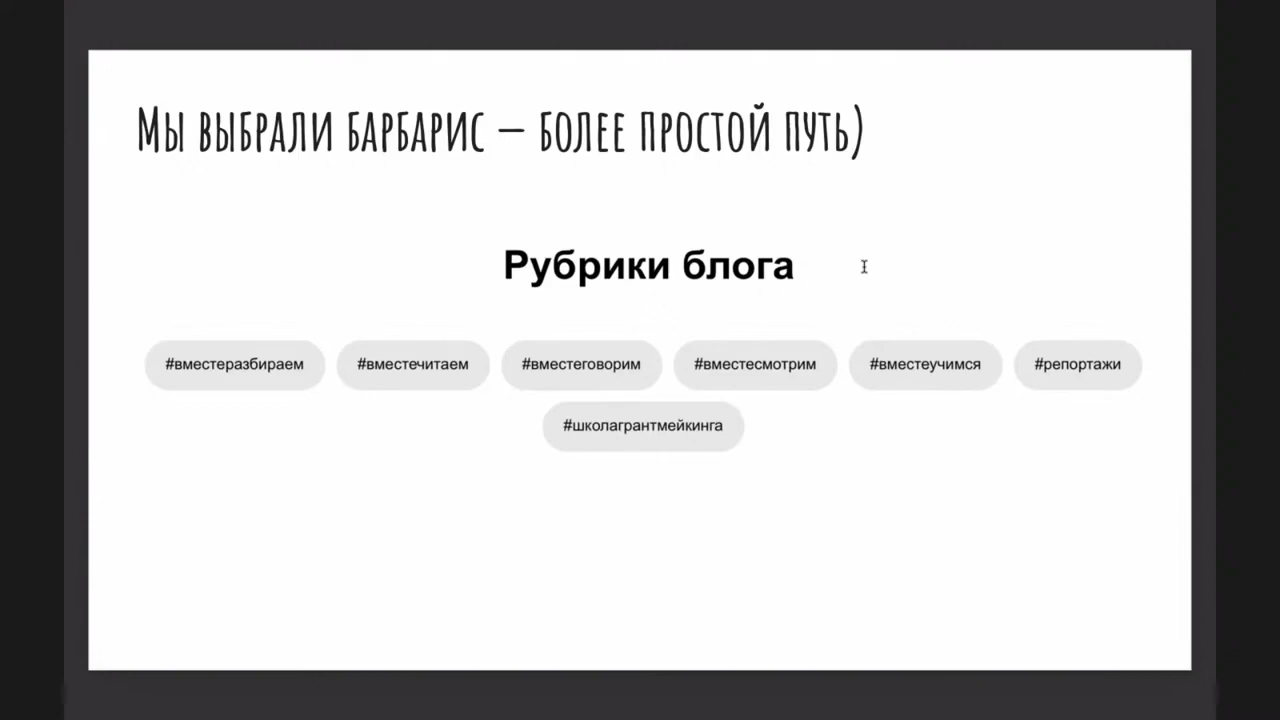 Мы выбрали барбарис — более простой путь)
Рубрики блога
#вместеразбираем #вместечитаем #вместеговорим #вместесмотрим #вместеучимся #репортажи
#школагрантмейкинга